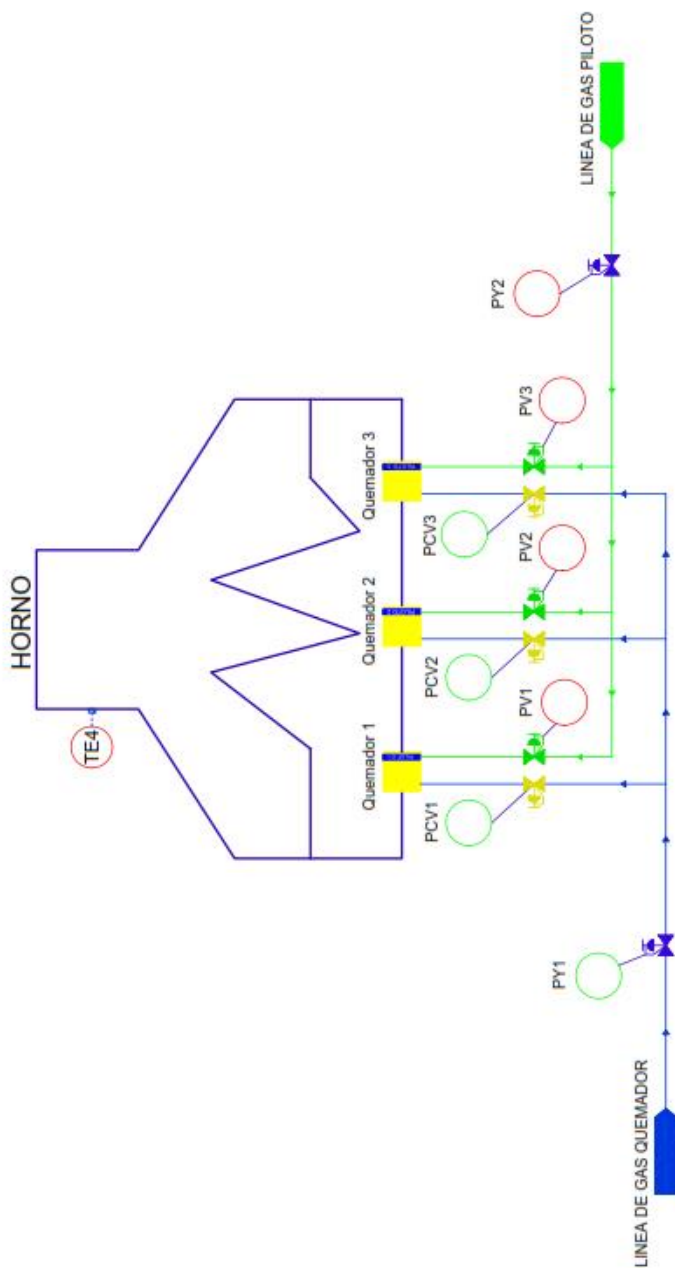 HORNO
TE4
Quemador 1
Quemador 2
Quemador 3
PCV1
PV1
PCV2
PV2
PCV3
PV3
PY1
PY2
LINEA DE GAS QUEMADOR
LINEA DE GAS PILOTO